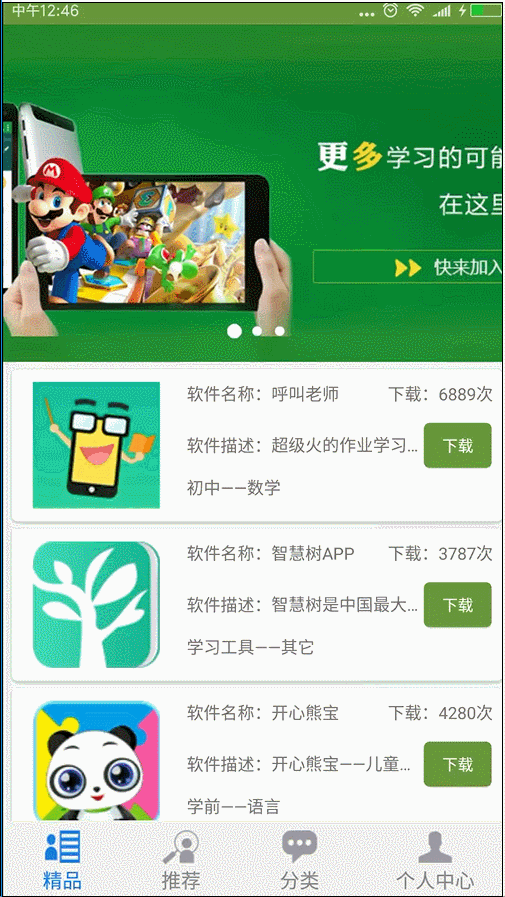 中午12:46
更多学习的可能
在这里
快来加入
软件名称：呼叫老师 下载：6889次
软件描述：超级火的作业学习... 下载
初中——数学
软件名称：智慧树APP 下载：3787次
软件描述：智慧树是中国最大... 下载
学习工具——其它
软件名称：开心熊宝 下载：4280次
软件描述：开心熊宝——儿童... 下载
学前——语言
精品 推荐 分类 个人中心